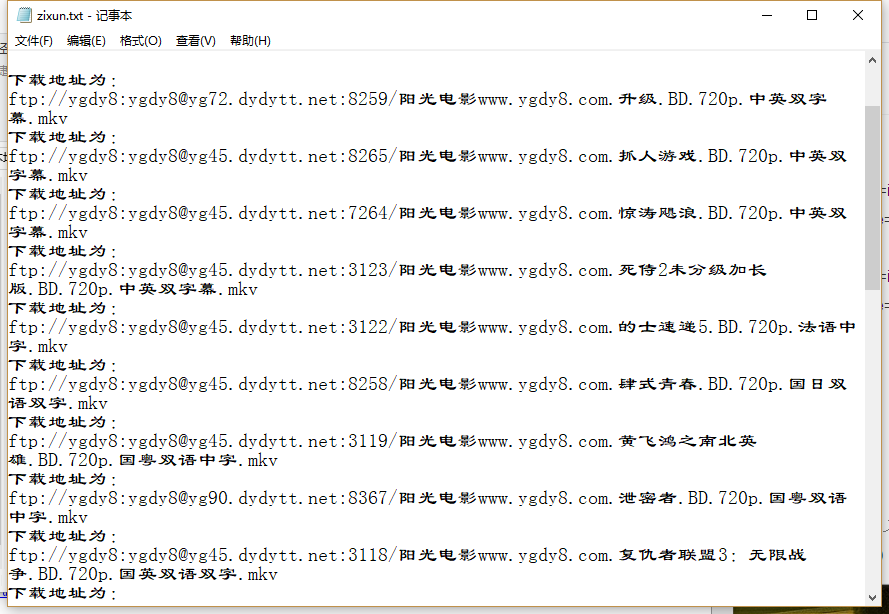 zixun.txt - 记事本
文件(F) 编辑(E) 格式(O) 查看(V) 帮助(H)
下载地址为:
ftp://ygdy8:ygdy8@yg72.dydytt.net:8259/阳光电影www.ygdy8.com.升级.BD.720p.中英双字
幕.mkv
下载地址为:
ftp://ygdy8:ygdy8@yg45.dydytt.net:8265/阳光电影www.ygdy8.com.抓人游戏.BD.720p.中英双
字幕.mkv
下载地址为:
ftp://ygdy8:ygdy8@yg45.dydytt.net:7264/阳光电影www.ygdy8.com.惊涛飓浪.BD.720p.中英双
字幕.mkv
下载地址为:
ftp://ygdy8:ygdy8@yg45.dydytt.net:3123/阳光电影www.ygdy8.com.死侍2未分级加长
版.BD.720p.中英双字幕.mkv
下载地址为:
ftp://ygdy8:ygdy8@yg45.dydytt.net:3122/阳光电影www.ygdy8.com.的士速递5.BD.720p.法语中
字.mkv
下载地址为:
ftp://ygdy8:ygdy8@yg45.dydytt.net:8258/阳光电影www.ygdy8.com.肆式青春.BD.720p.国日双
语双字.mkv
下载地址为:
ftp://ygdy8:ygdy8@yg45.dydytt.net:3119/阳光电影www.ygdy8.com.黄飞鸿之南北英
雄.BD.720p.国粤双语中字.mkv
下载地址为:
ftp://ygdy8:ygdy8@yg90.dydytt.net:8367/阳光电影www.ygdy8.com.泄密者.BD.720p.国粤双语
中字.mkv
下载地址为:
ftp://ygdy8:ygdy8@yg45.dydytt.net:3118/阳光电影www.ygdy8.com.复仇者联盟3：无限战
争.BD.720p.国英双语双字.mkv
下载地址为: